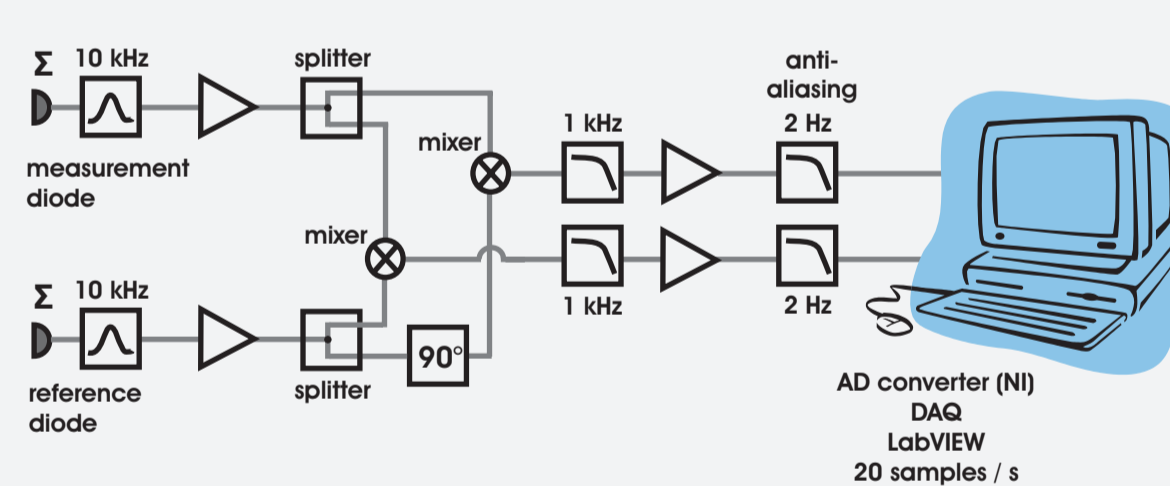 Σ 10 kHz
splitter
measurement
diode
mixer
anti-
aliasing
1 kHz
2 Hz
mixer
1 kHz
2 Hz
Σ 10 kHz
reference
diode
splitter
90°
AD converter (NI)
DAQ
LabVIEW
20 samples / s